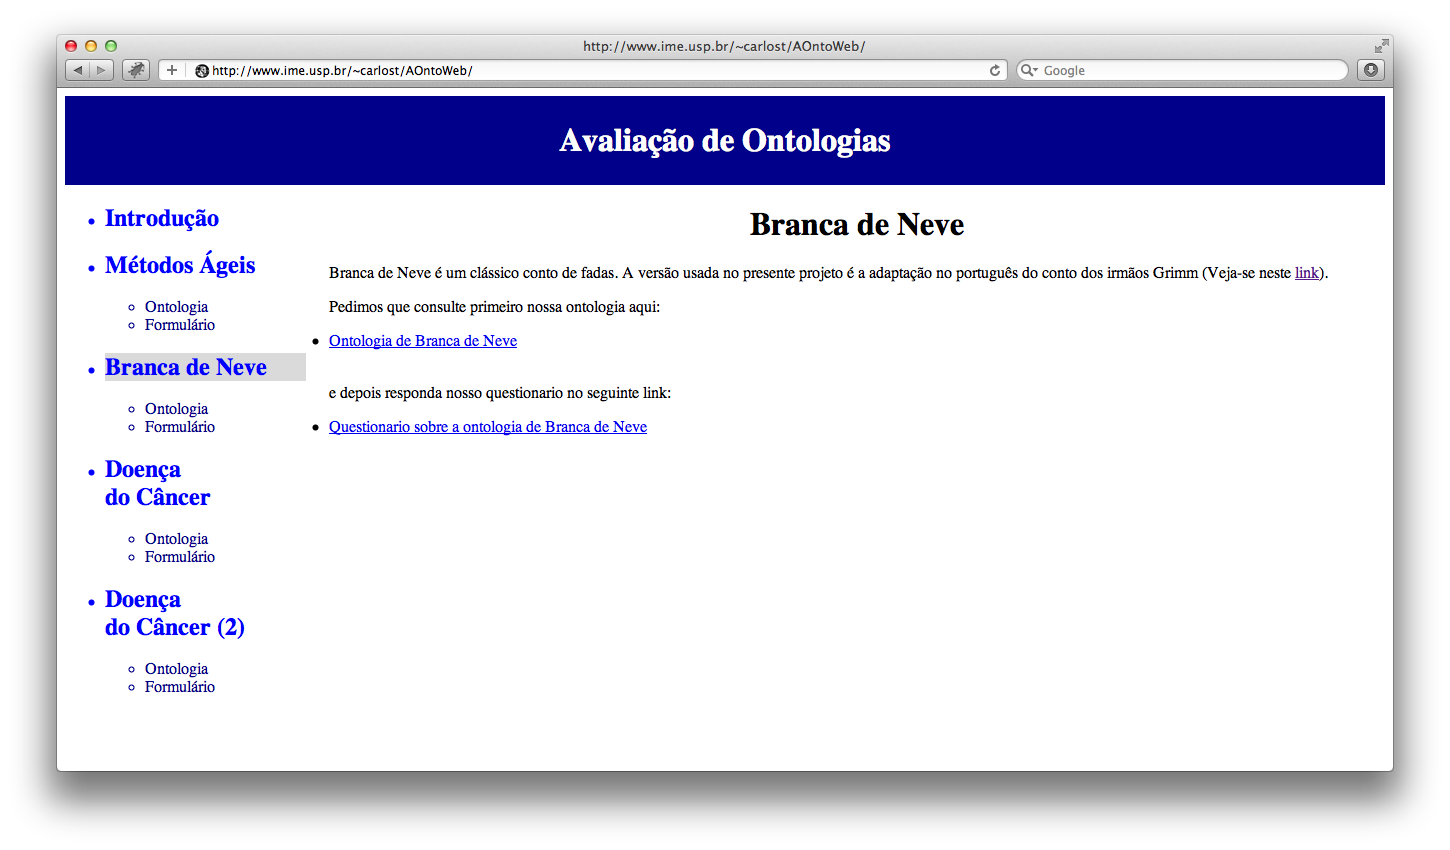 http://www.ime.usp.br/~carlost/AOntoWeb/
http://www.ime.usp.br/~carlost/AOntoWeb/
Google
Avaliação de Ontologias
Introdução
Métodos Ágeis
Ontologia
Formulário
Branca de Neve
Ontologia
Formulário
Doença
do Câncer
Ontologia
Formulário
Doença
do Câncer (2)
Ontologia
Formulário
Branca de Neve
Branca de Neve é um clássico conto de fadas. A versão usada no presente projeto é a adaptação no português do conto dos irmãos Grimm (Veja-se neste link).
Pedimos que consulte primeiro nossa ontologia aqui:
Ontologia de Branca de Neve
e depois responda nosso questionario no seguinte link:
Questionario sobre a ontologia de Branca de Neve